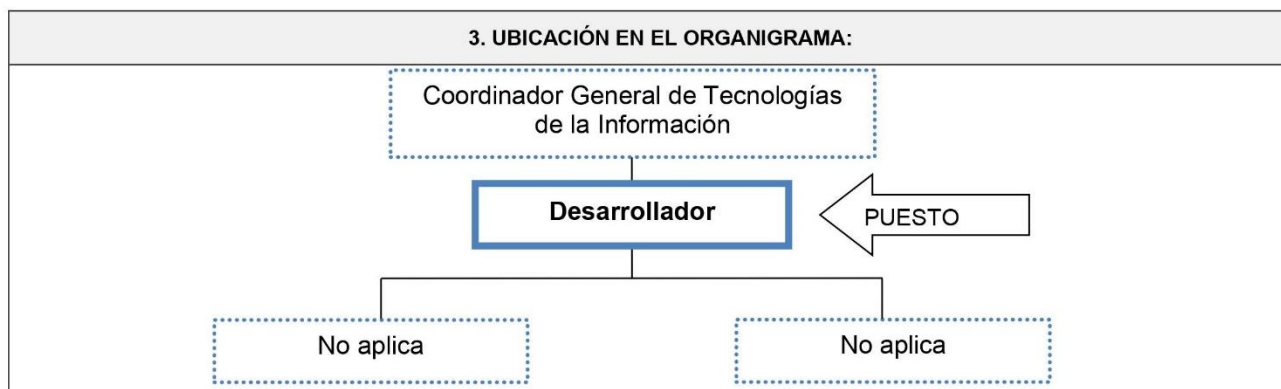 3. UBICACIÓN EN EL ORGANIGRAMA:
Coordinador General de Tecnologías
de la Información
Desarrollador
PUESTO
No aplica
No aplica